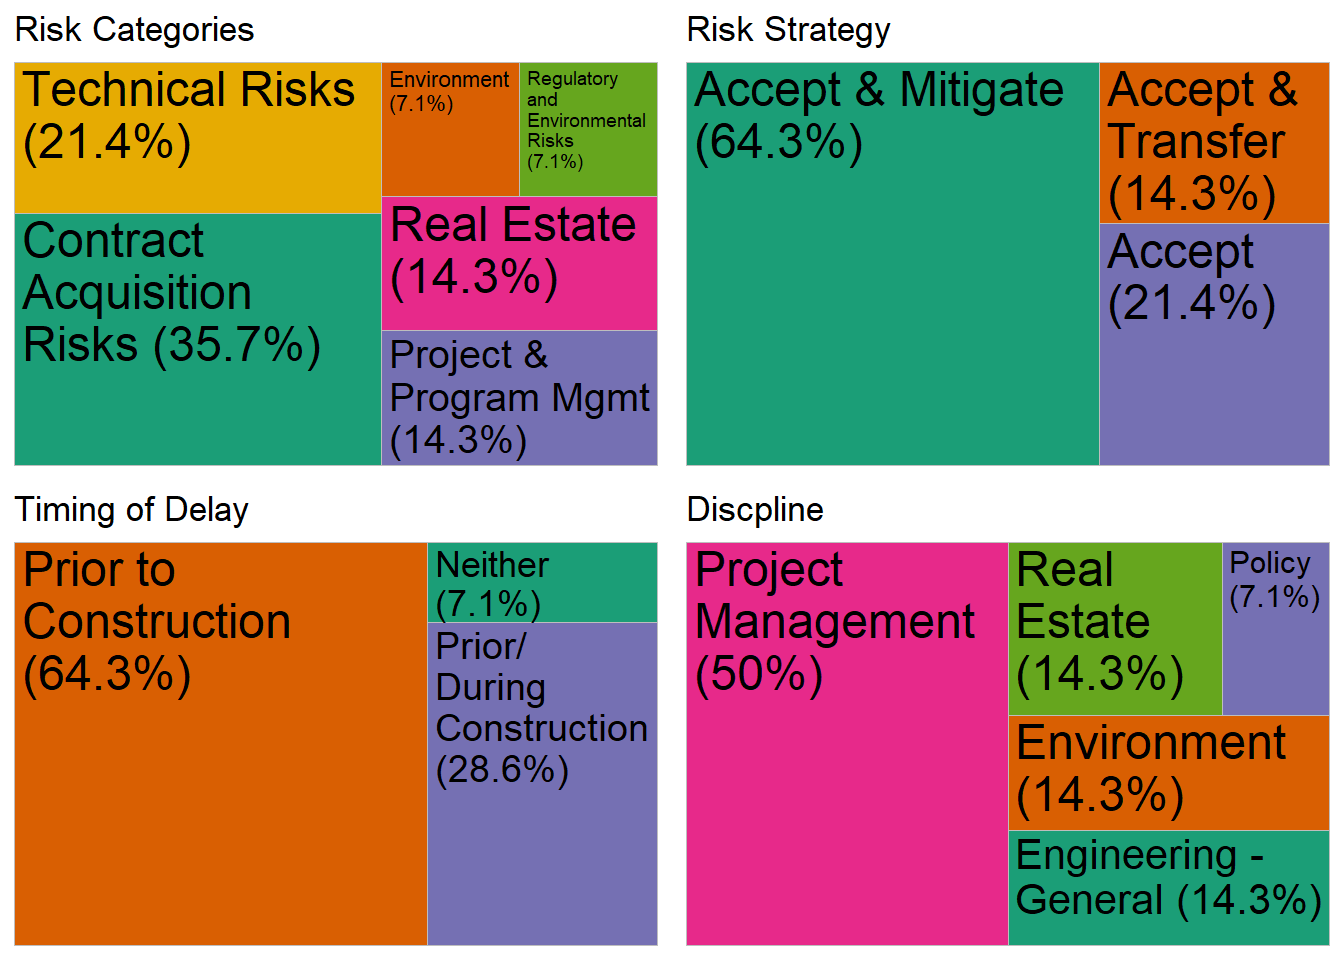 Risk Categories
Technical Risks
(21.4%)
Environment
(7.1%)
Regulatory
and
Environmental
Risks
(7.1%)
Contract
Acquisition
Risks (35.7%)
Real Estate
(14.3%)
Project &
Program Mgmt
(14.3%)
Risk Strategy
Accept & Mitigate
(64.3%)
Accept &
Transfer
(14.3%)
Accept
(21.4%)
Timing of Delay
Prior to
Construction
(64.3%)
Neither
(7.1%)
Prior/
During
Construction
(28.6%)
Discpline
Project
Management
(50%)
Real
Estate
(14.3%)
Policy
(7.1%)
Environment
(14.3%)
Engineering -
General (14.3%)